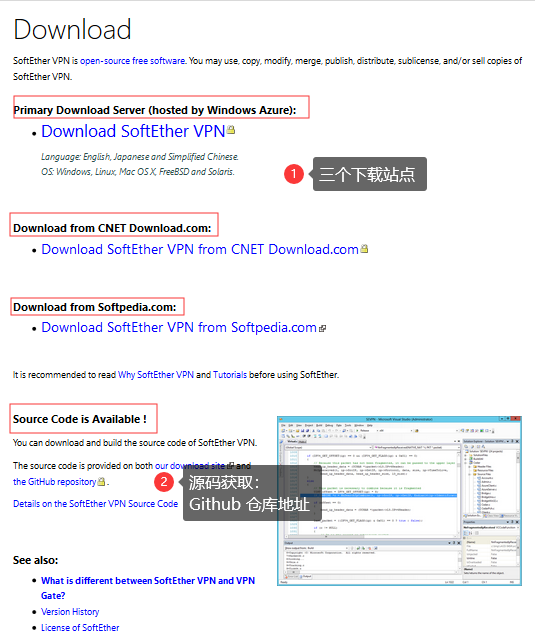 Download
SoftEther VPN is open-source free software. You may use, copy, modify, merge, publish, distribute, sublicense, and/or sell copies of
SoftEther VPN.
Primary Download Server (hosted by Windows Azure):
Download SoftEther VPN
Language: English, Japanese and Simplified Chinese.
OS: Windows, Linux, Mac OS X, FreeBSD and Solaris.
1 三个下载站点
Download from CNET Download.com:
Download SoftEther VPN from CNET Download.com
Download from Softpedia.com:
Download SoftEther VPN from Softpedia.com
It is recommended to read Why SoftEther VPN and Tutorials before using SoftEther.
Source Code is Available !
You can download and build the source code of SoftEther VPN.
The source code is provided on both our download site and
the GitHub repository.
2 源码获取：
Github 仓库地址
Details on the SoftEther VPN Source Code
See also:
What is different between SoftEther VPN and VPN
Gate?
Version History
License of SoftEther